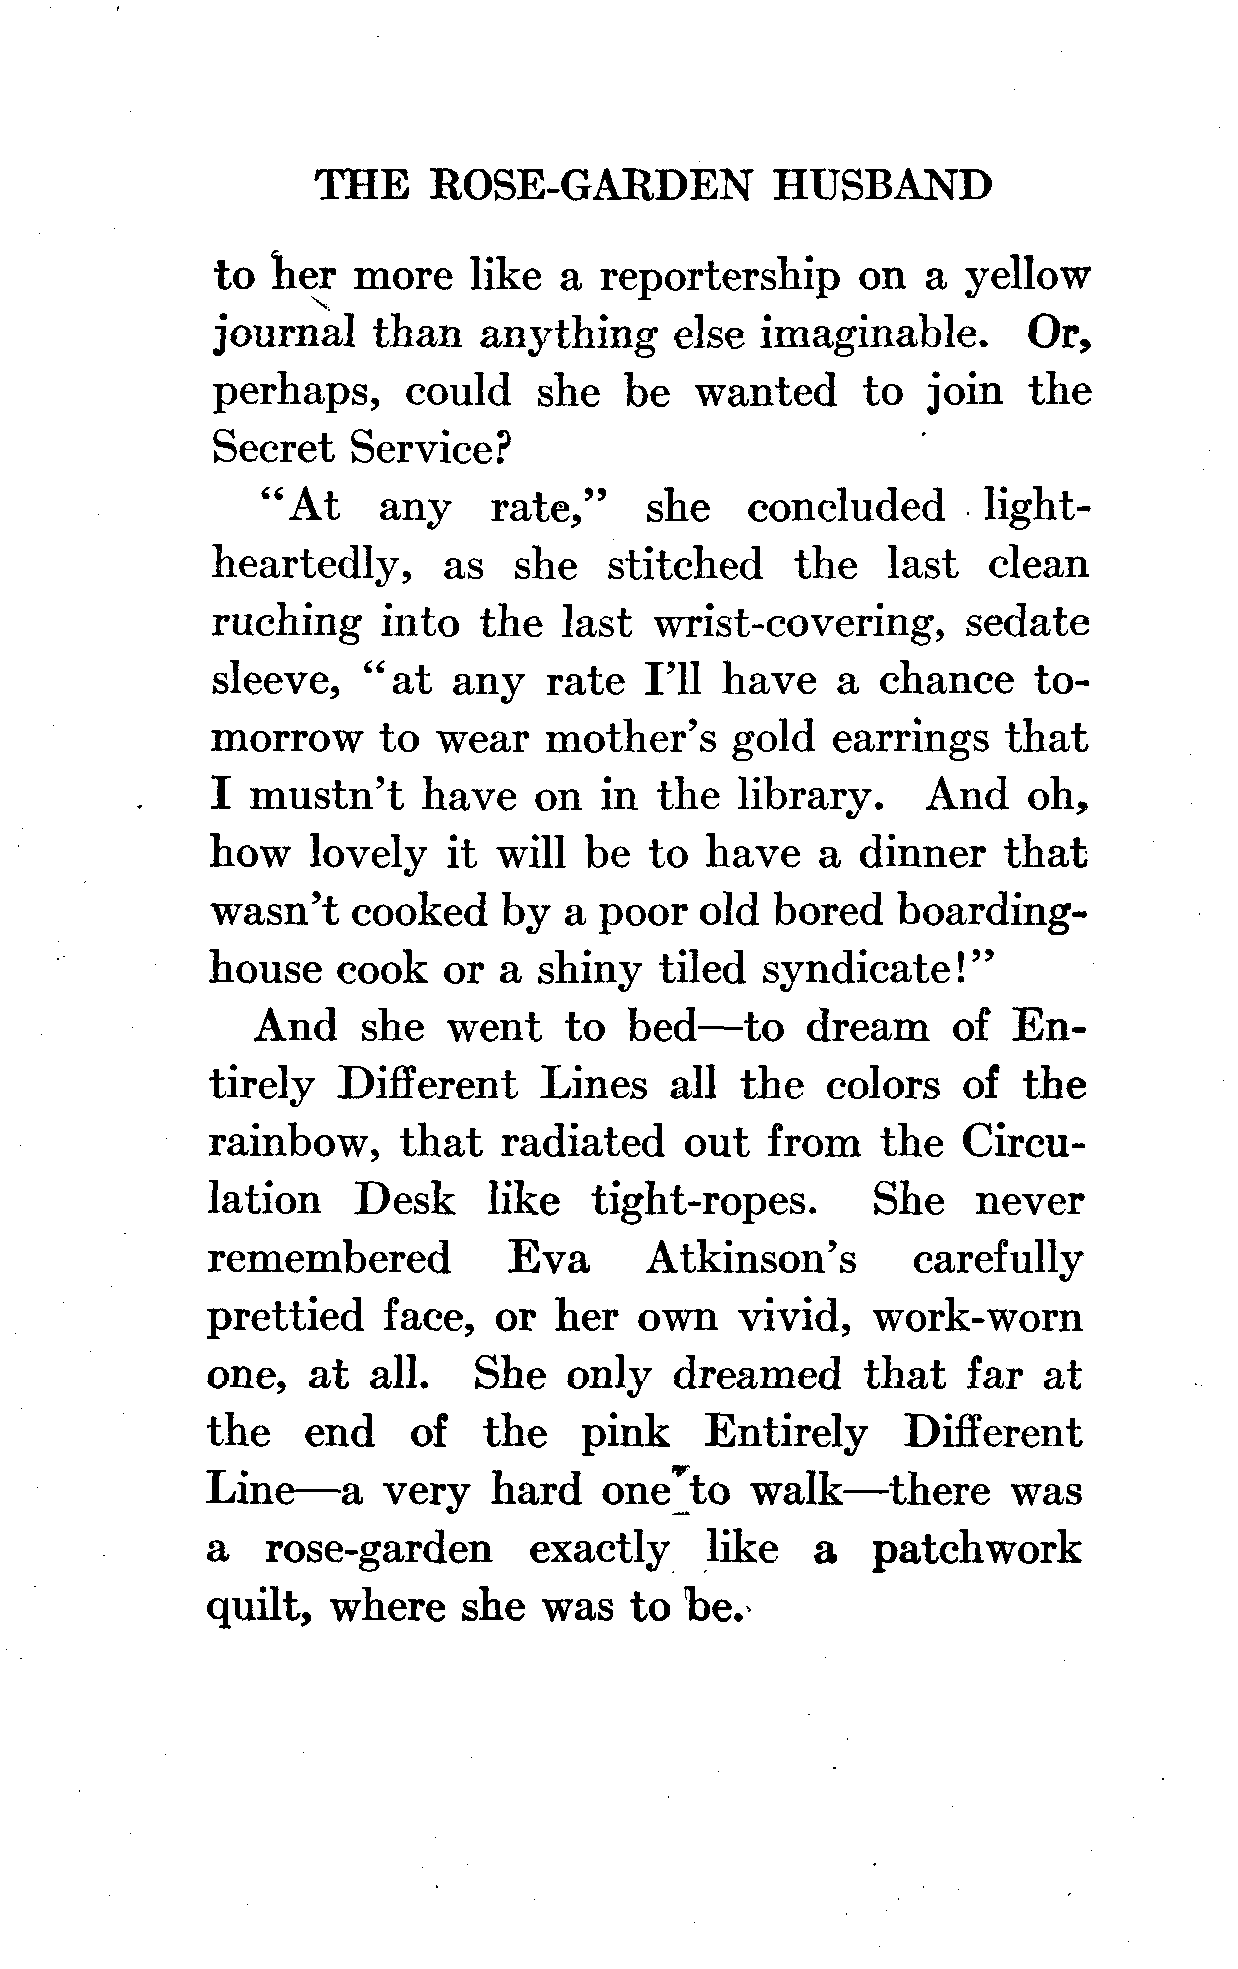 THE ROSE-GARDEN HUSBAND
to her more like a reportership on a yellow
journal than anything else imaginable. Or,
perhaps, could she be wanted to join the
Secret Service?
"At any rate," she concluded light-
heartedly, as she stitched the last clean
ruching into the last wrist-covering, sedate
sleeve, "at any rate I'll have a chance to-
morrow to wear mother's gold earrings that
I mustn't have on in the library. And oh,
how lovely it will be to have a dinner that
wasn't cooked by a poor old bored boarding-
house cook or a shiny tiled syndicate!"
And she went to bed—to dream of En-
tirely Different Lines all the colors of the
rainbow, that radiated out from the Circu-
lation Desk like tight-ropes. She never
remembered Eva Atkinson's carefully
prettied face, or her own vivid, work-worn
one, at all. She only dreamed that far at
the end of the pink Entirely Different
Line—a very hard one to walk—there was
a rose-garden exactly like a patchwork
quilt, where she was to be.